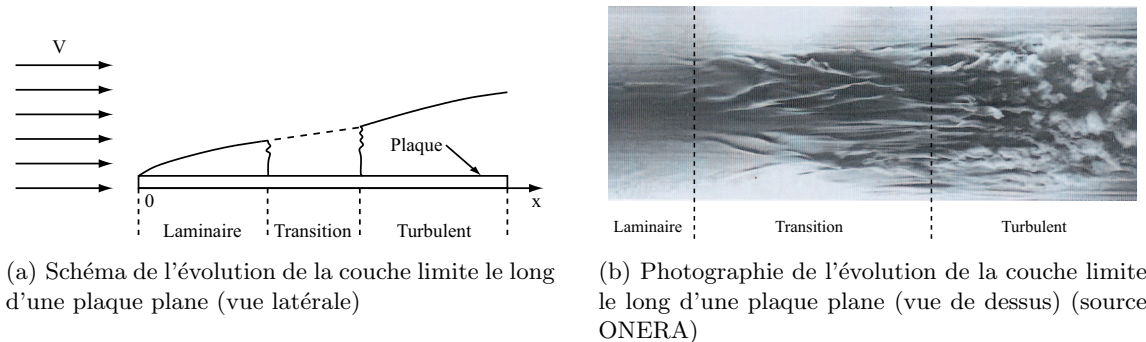 V
Plaque
0
x
Laminaire
Transition
Turbulent
(a) Schéma de l'évolution de la couche limite le long
d'une plaque plane (vue latérale)
Laminaire
Transition
Turbulent
(b) Photographie de l'évolution de la couche limite
le long d'une plaque plane (vue de dessus) (source
ONERA)